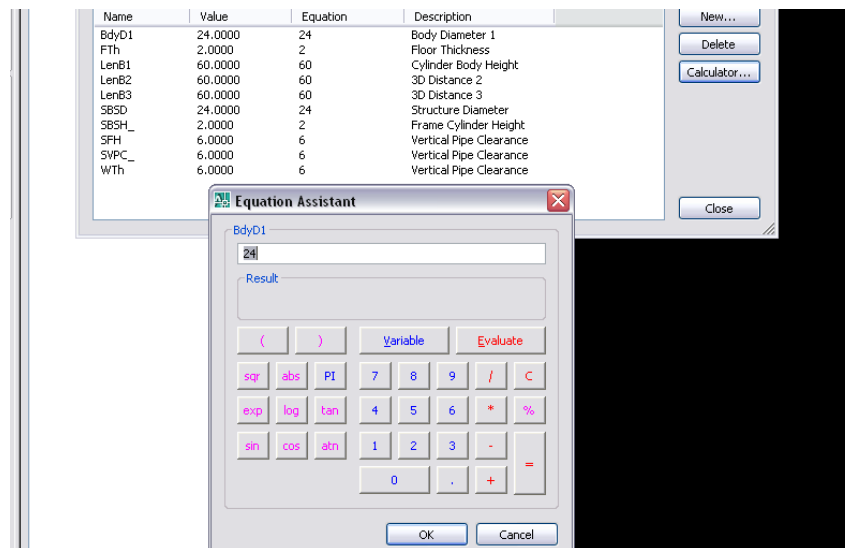 Name Value Equation Description New...
BdyD1 24.0000 24 Body Diameter 1
FTh 2.0000 2 Floor Thickness Delete
LenB1 60.0000 60 Cylinder Body Height
LenB2 60.0000 60 3D Distance 2 Calculator...
LenB3 60.0000 60 3D Distance 3
SBSD 24.0000 24 Structure Diameter
SBSH_ 2.0000 2 Frame Cylinder Height
SFH 6.0000 6 Vertical Pipe Clearance
SVPC_ 6.0000 6 Vertical Pipe Clearance
WTh 6.0000 6 Vertical Pipe Clearance
Equation Assistant
Close
BdyD1
24
Result
( ) Variable Evaluate
sqr abs PI 7 8 9 / C
exp log tan 4 5 6 * %
sin cos atn 1 2 3 - =
0 . +
OK Cancel